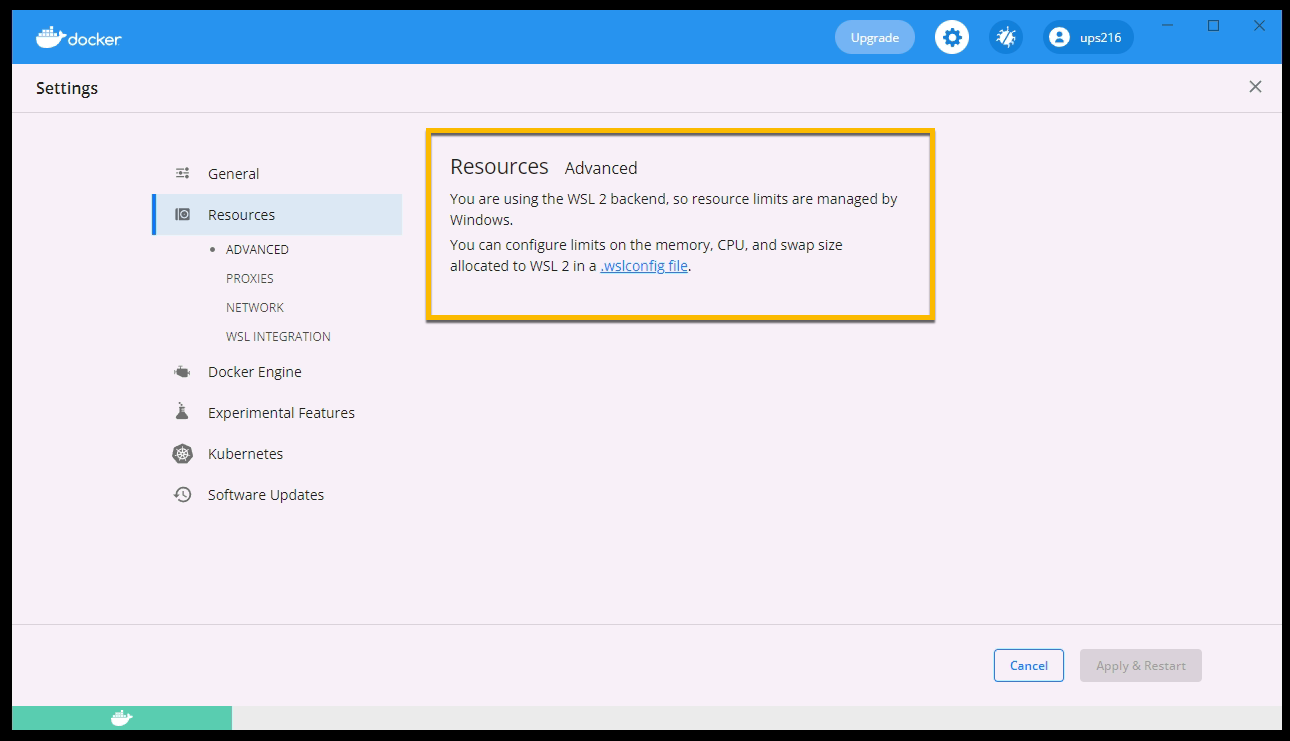 docker
Upgrade
ups216
Settings
General
Resources
ADVANCED
PROXIES
NETWORK
WSL INTEGRATION
Docker Engine
Experimental Features
Kubernetes
Software Updates
Resources Advanced
You are using the WSL 2 backend, so resource limits are managed by
Windows.
You can configure limits on the memory, CPU, and swap size
allocated to WSL 2 in a .wslconfig file.
Cancel
Apply & Restart